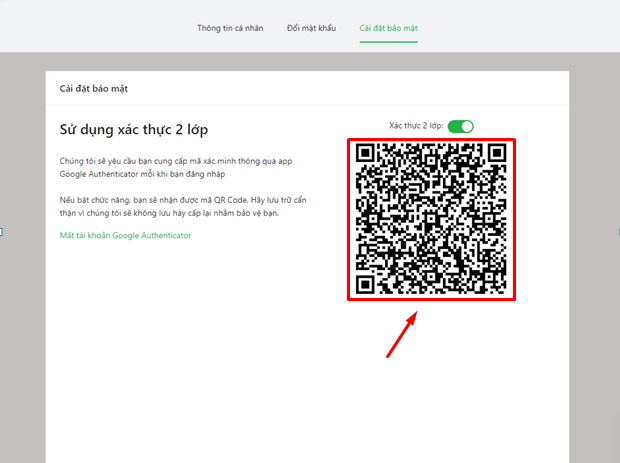 Thông tin cá nhân Đổi mật khẩu Cài đặt bảo mật
Cài đặt bảo mật
Sử dụng xác thực 2 lớp
Chúng tôi sẽ yêu cầu bạn cung cấp mã xác minh thông qua app
Google Authenticator mỗi khi bạn đăng nhập
Nếu bật chức năng, bạn sẽ nhận được mã QR Code. Hãy lưu trữ cẩn
thận vì chúng tôi sẽ không lưu hay cấp lại nhằm bảo vệ bạn.
Mất tài khoản Google Authenticator
Xác thực 2 lớp: